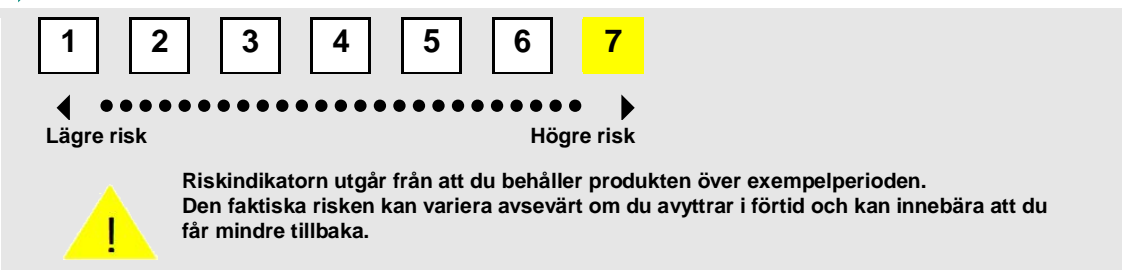 1 2 3 4 5 6 7
Lägre risk Högre risk
Riskindikatorn utgår från att du behåller produkten över exempelperioden.
Den faktiska risken kan variera avsevärt om du avyttrar i förtid och kan innebära att du
får mindre tillbaka.
!